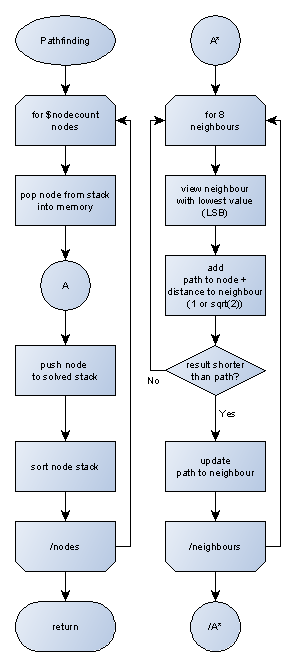 Pathfinding
for $nodecount
nodes
pop node from stack
into memory
A
push node
to solved stack
sort node stack
/nodes
return
A*
for 8
neighbours
view neighbour
with lowest value
(LSB)
add
path to node +
distance to neighbour
(1 or sqrt(2))
result shorter
than path?
No
Yes
update
path to neighbour
/neighbours
/A*